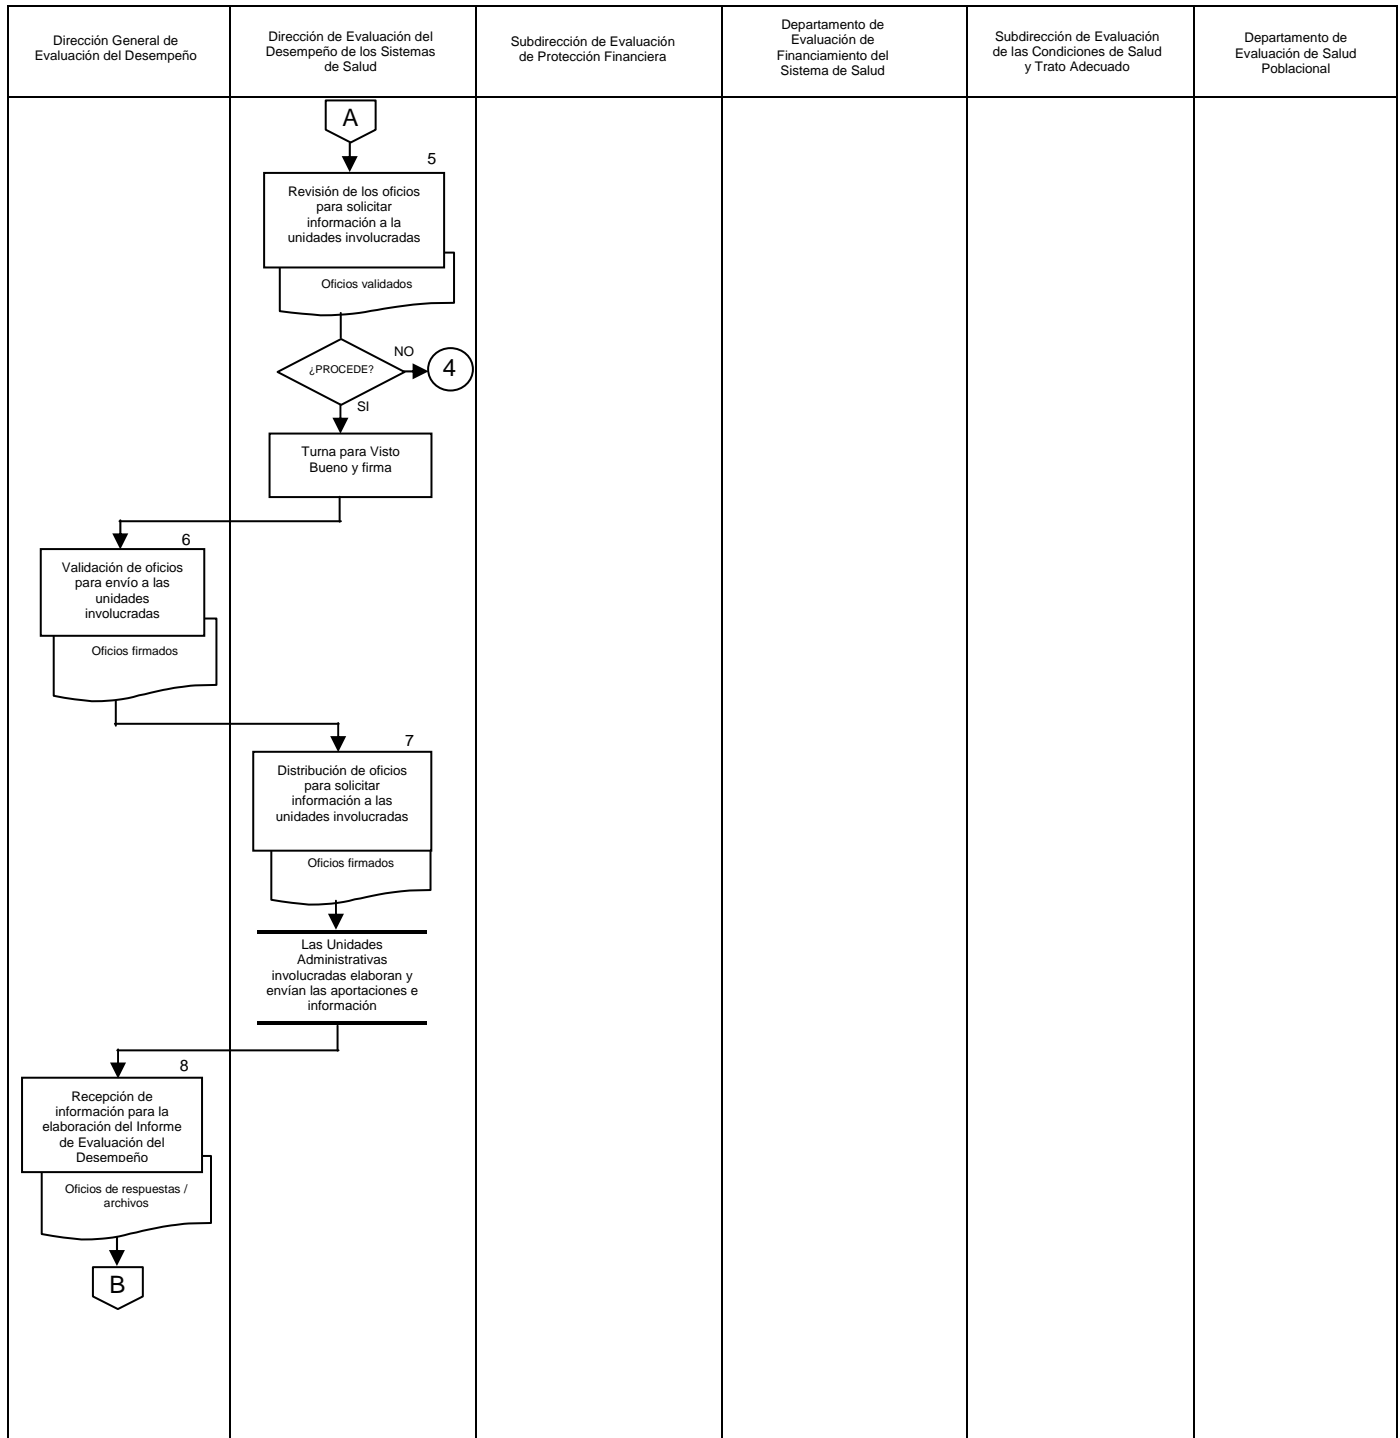 Dirección General de
Evaluación del Desempeño
Dirección de Evaluación del
Desempeño de los Sistemas
de Salud
Subdirección de Evaluación
de Protección Financiera
Departamento de
Evaluación de
Financiamiento del
Sistema de Salud
Subdirección de Evaluación
de las Condiciones de Salud
y Trato Adecuado
Departamento de
Evaluación de Salud
Poblacional
A
5
Revisión de los oficios
para solicitar
información a la
unidades involucradas
Oficios validados
¿PROCEDE?
NO
4
SI
Turna para Visto
Bueno y firma
6
Validación de oficios
para envío a las
unidades
involucradas
Oficios firmados
7
Distribución de oficios
para solicitar
información a las
unidades involucradas
Oficios firmados
Las Unidades
Administrativas
involucradas elaboran y
envían las aportaciones e
información
8
Recepción de
información para la
elaboración del Informe
de Evaluación del
Desempeño
Oficios de respuestas /
archivos
B